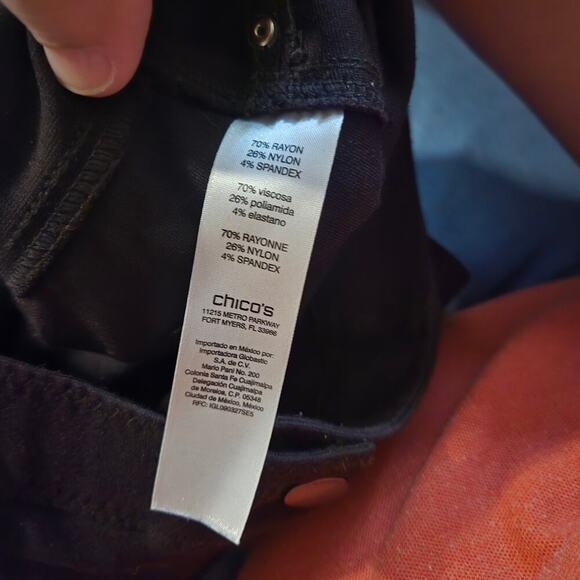 70% RAYON
26% NYLON
4% SPANDEX
70% viscosa
26% poliamida
4% elastano
70% RAYONNE
26% NYLON
4% SPANDEX
chico's
11215 METRO PARKWAY
FORT MYERS, FL 33966
Importado en México por:
Importadora Globastic
S.A. de C.V.
Mario Pani No. 200
Colonia Santa Fe Cuajimalpa
Delegación Cuajimalpa
de Morelos, C.P. 05348
Ciudad de México, México
RFC: IGL090327SE5